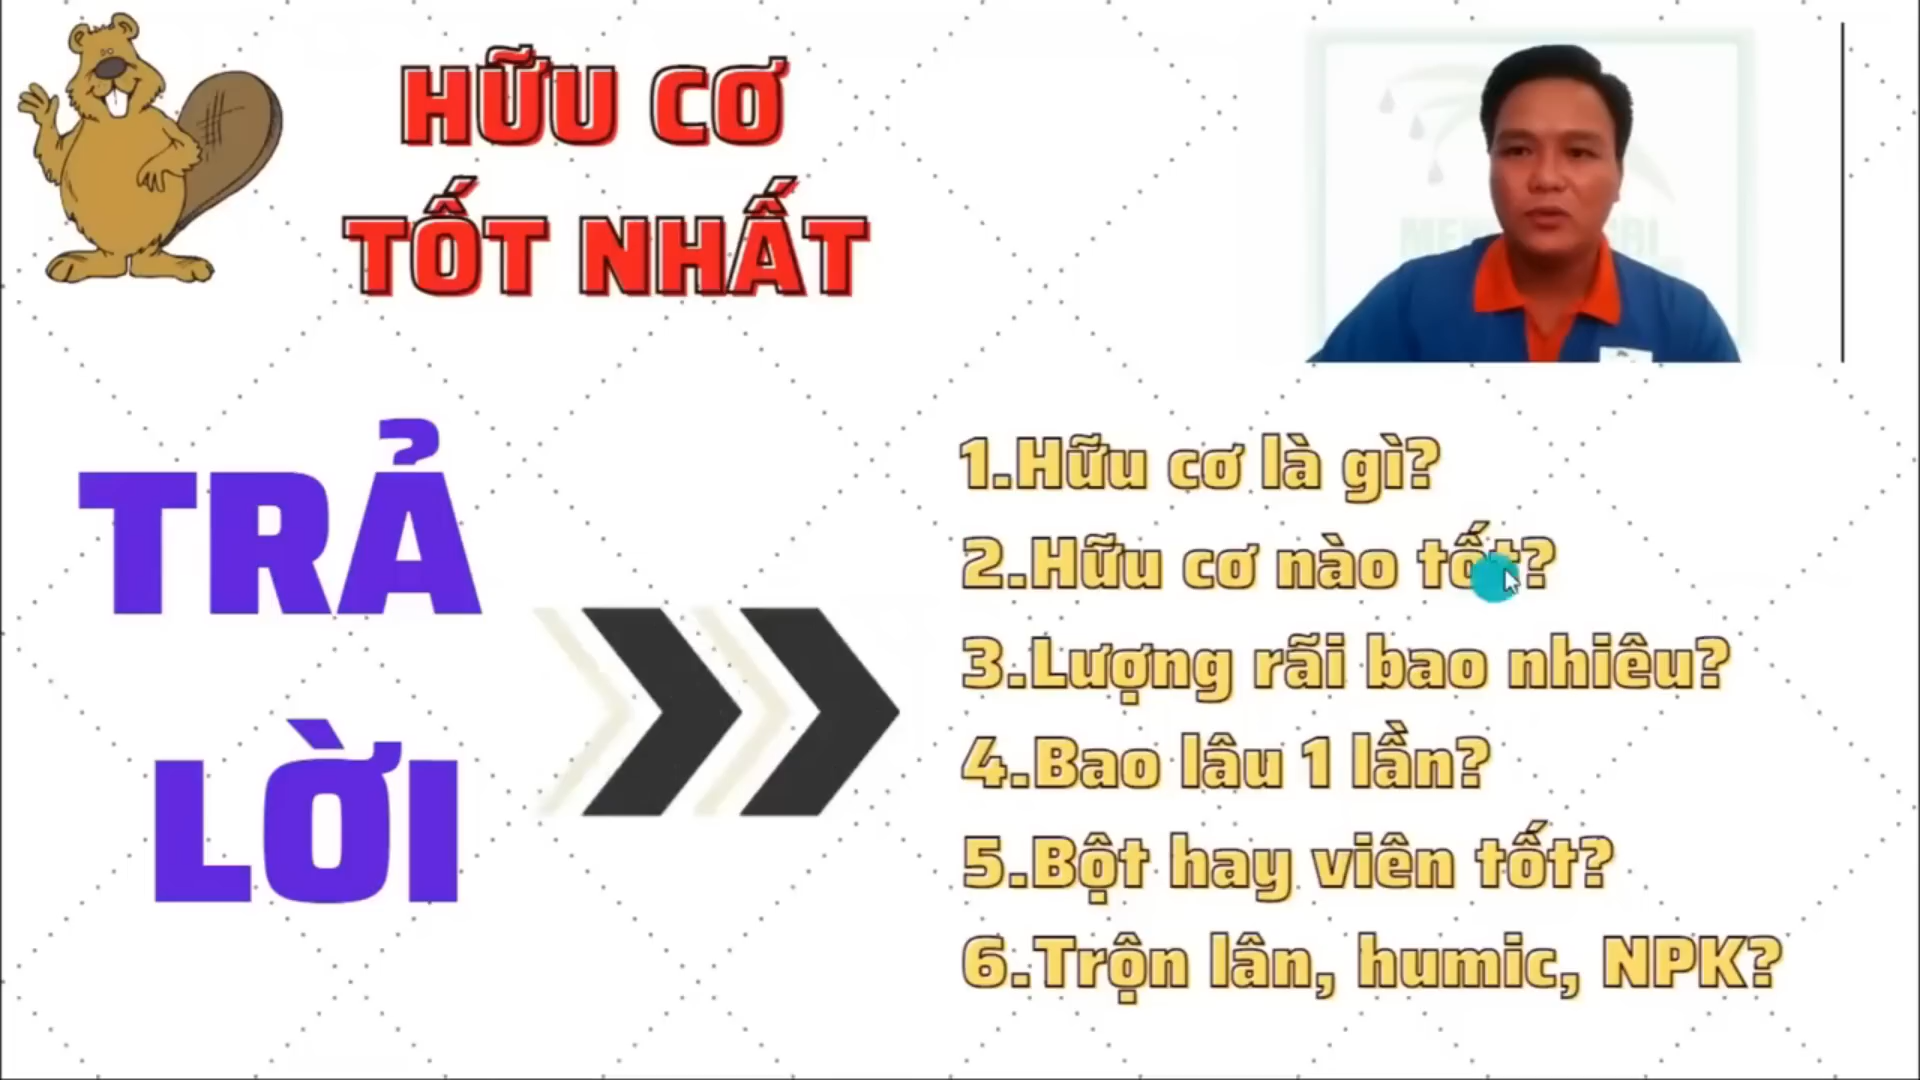 HỮU CƠ
TỐT NHẤT
TRẢ
LỜI
1.Hữu cơ là gì?
2.Hữu cơ nào tốt?
3.Lượng rãi bao nhiêu?
4.Bao lâu 1 lần?
5.Bột hay viên tốt?
6.Trộn lân, humic, NPK?